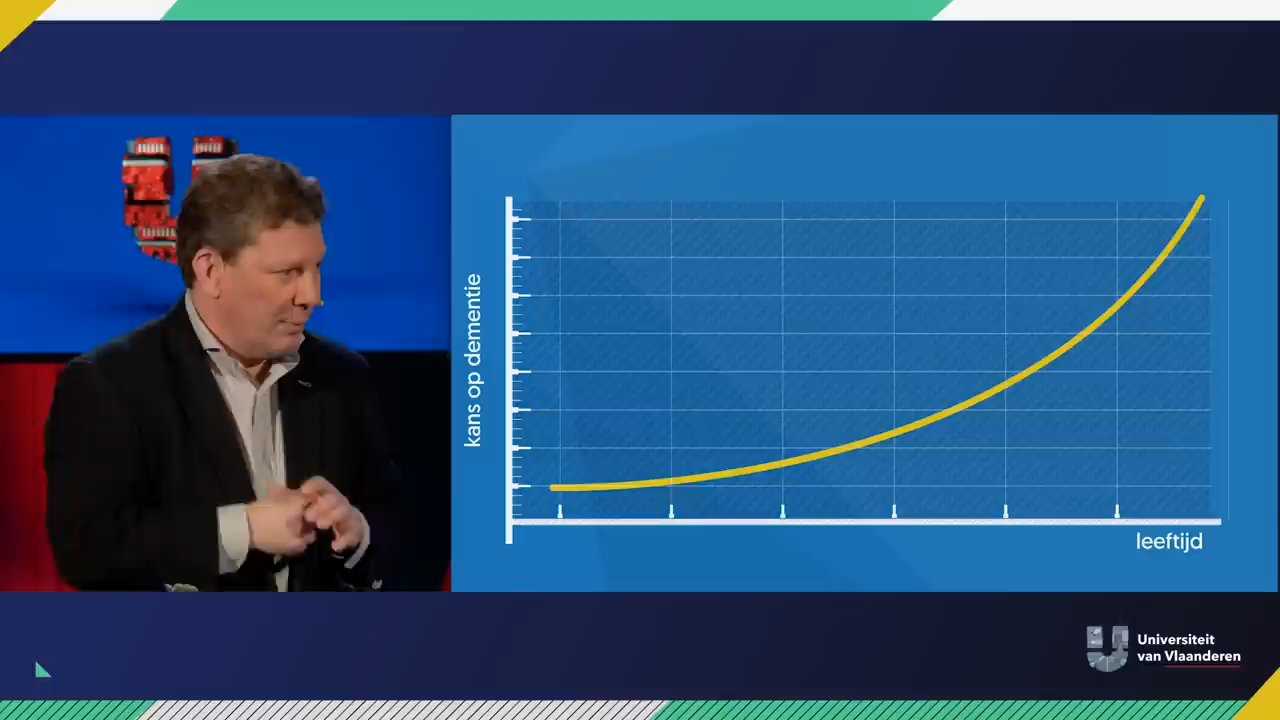 kans op dementie
leeftijd
Universiteit
van Vlaanderen